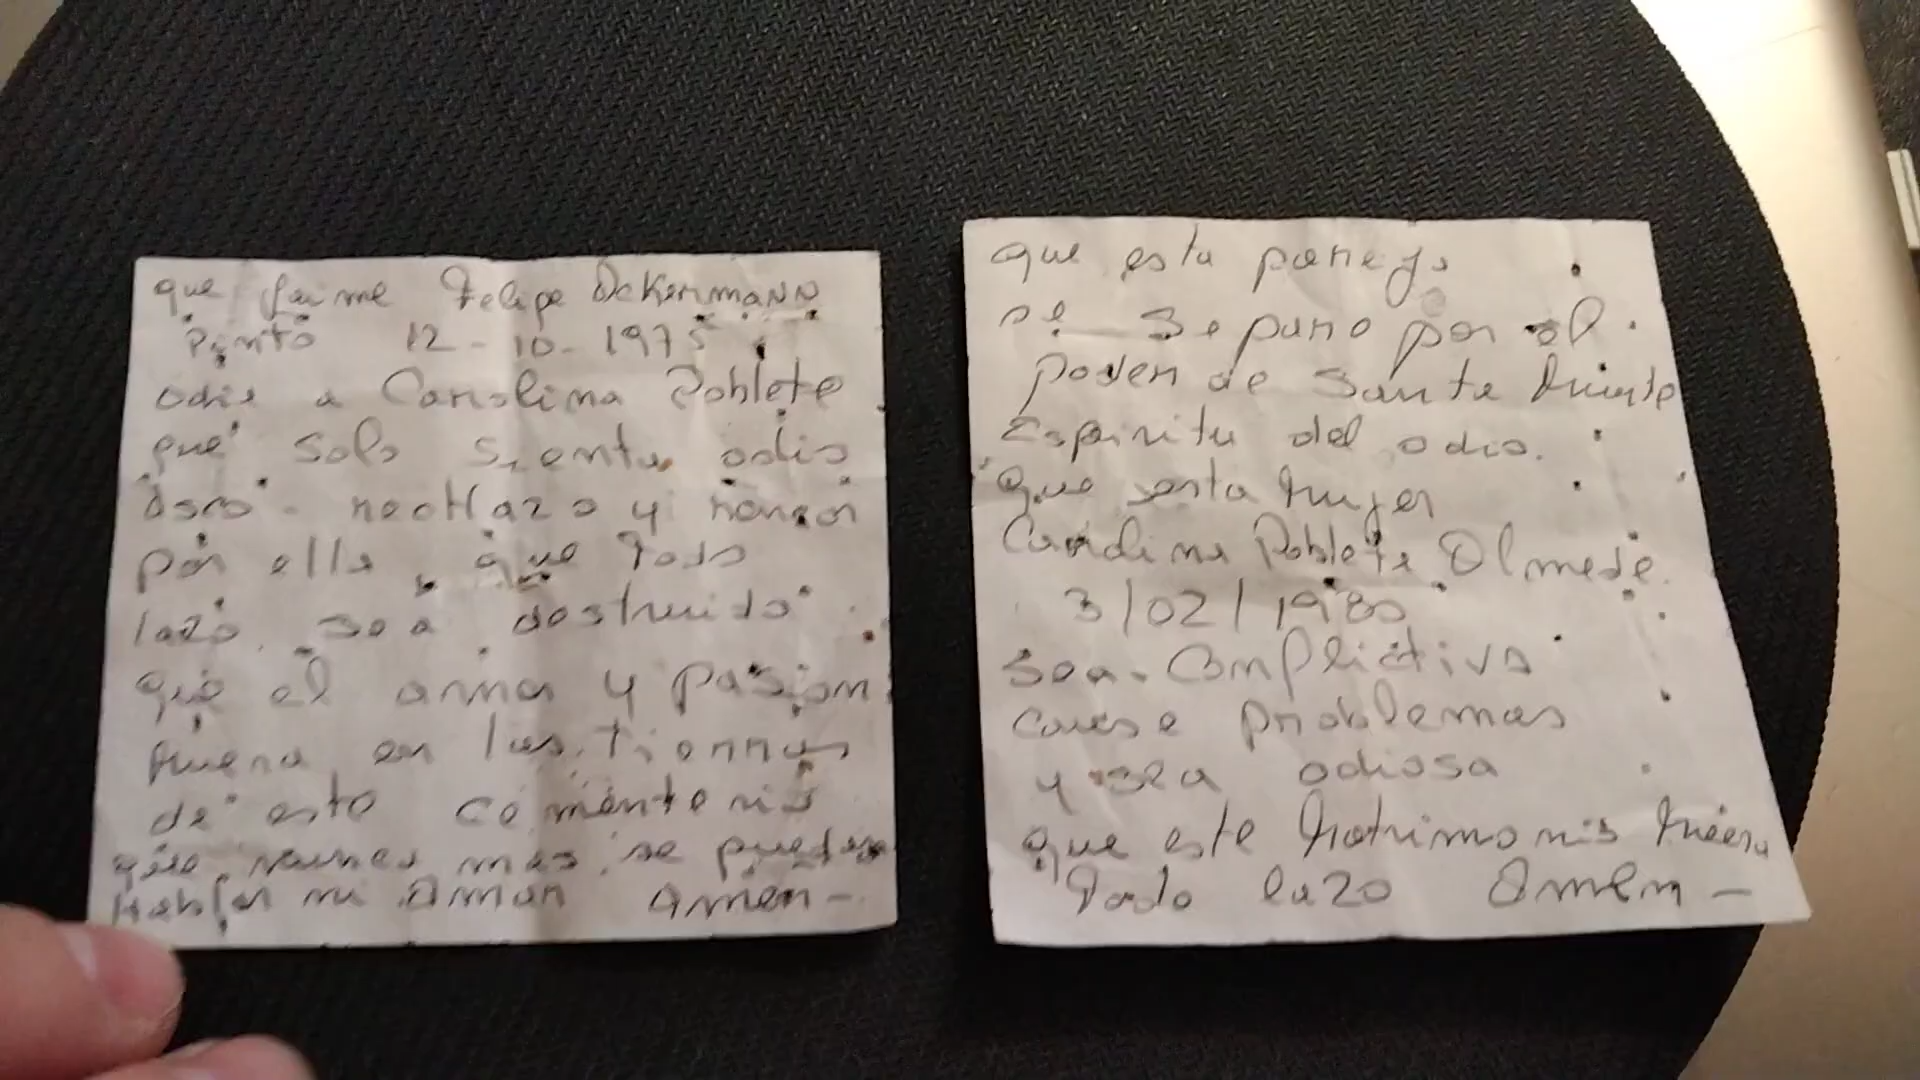 que Jaime Felipe Ackermann
Pinto 12-10-1975
odie a Carolina Poblete
que solo sienta odio
asco - rechazo y rencor
por ella, que todo
lazo sea destruido
que el amor y pasion
muera en las tierras
de este cementerio
que nunca mas se puedan
Hablar ni Amar Amen-
que esta pareja
se separo por el
poder de Santa Muerte
Espiritu del odio.
que esta mujer
Carolina Poblete Olmedo
3/02/1980
sea conflictiva
cause problemas
y sea odiosa
que este matrimonio muera
Todo lazo Amen-